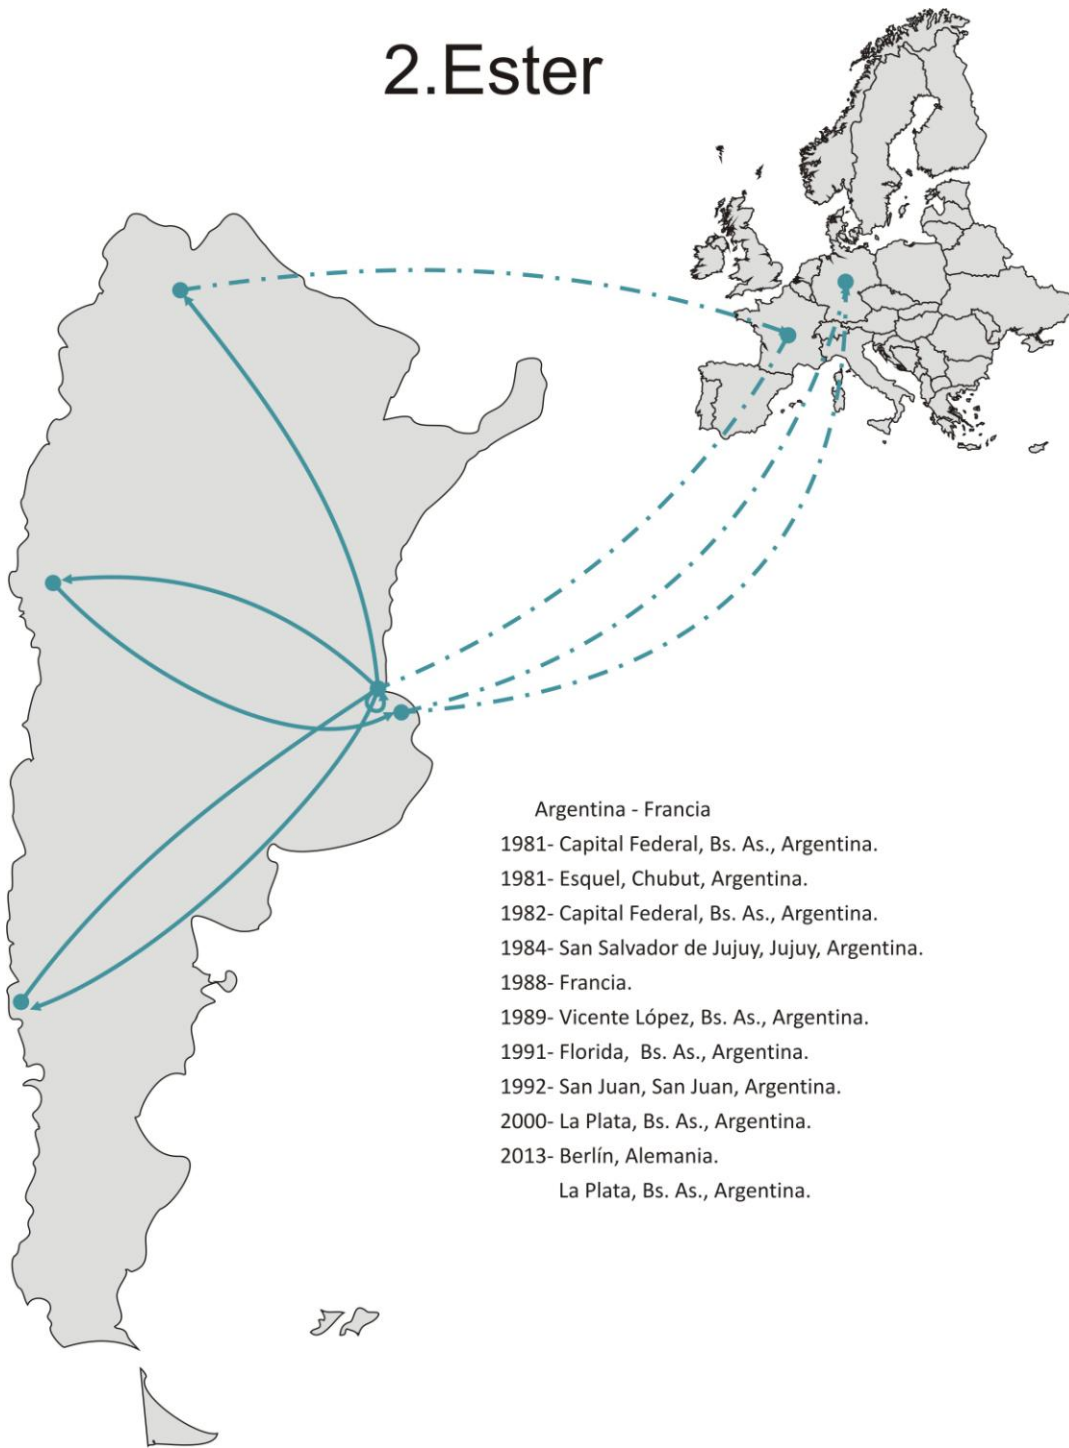 2.Ester
Argentina - Francia
1981- Capital Federal, Bs. As., Argentina.
1981- Esquel, Chubut, Argentina.
1982- Capital Federal, Bs. As., Argentina.
1984- San Salvador de Jujuy, Jujuy, Argentina.
1988- Francia.
1989- Vicente López, Bs. As., Argentina.
1991- Florida,  Bs. As., Argentina.
1992- San Juan, San Juan, Argentina.
2000- La Plata, Bs. As., Argentina.
2013- Berlín, Alemania.
La Plata, Bs. As., Argentina.